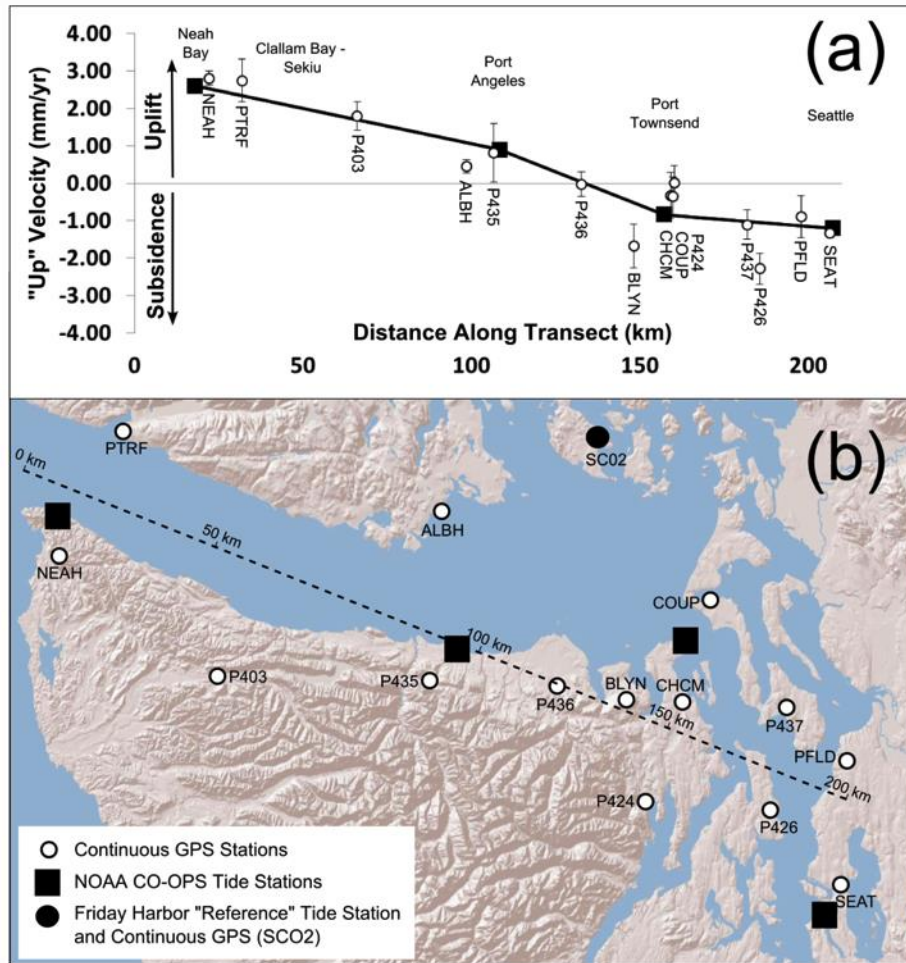 (a)
Neah
Bay
Clallam Bay -
Sekiu
Port
Angeles
Port
Townsend
Seattle
"Up" Velocity (mm/yr)
4.00
3.00
2.00
1.00
0.00
-1.00
-2.00
-3.00
-4.00
Uplift
Subsidence
NEAH
PTRF
P403
ALBH
P435
P436
BLYN
CHCM
COUP
P424
P437
P426
PFLD
SEAT
Distance Along Transect (km)
0 50 100 150 200
(b)
PTRF
SC02
0 km
ALBH
50 km
NEAH
COUP
100 km
P403
P435
P436
BLYN
CHCM
150 km
P437
PFLD
200 km
P424
P426
SEAT
Continuous GPS Stations
NOAA CO-OPS Tide Stations
Friday Harbor "Reference" Tide Station
and Continuous GPS (SCO2)